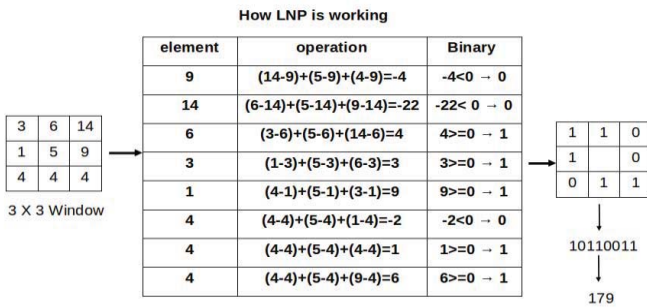 How LNP is working
element operation Binary
9 (14-9)+(5-9)+(4-9)=-4 -4<0 → 0
14 (6-14)+(5-14)+(9-14)=-22 -22< 0 → 0
6 (3-6)+(5-6)+(14-6)=4 4>=0 → 1
3 (1-3)+(5-3)+(6-3)=3 3>=0 → 1
1 (4-1)+(5-1)+(3-1)=9 9>=0 → 1
4 (4-4)+(5-4)+(1-4)=-2 -2<0 → 0
4 (4-4)+(5-4)+(4-4)=1 1>=0 → 1
4 (4-4)+(5-4)+(9-4)=6 6>=0 → 1
3 6 14
1 5 9
4 4 4
3 X 3 Window
1 1 0
1 0
0 1 1
10110011
179